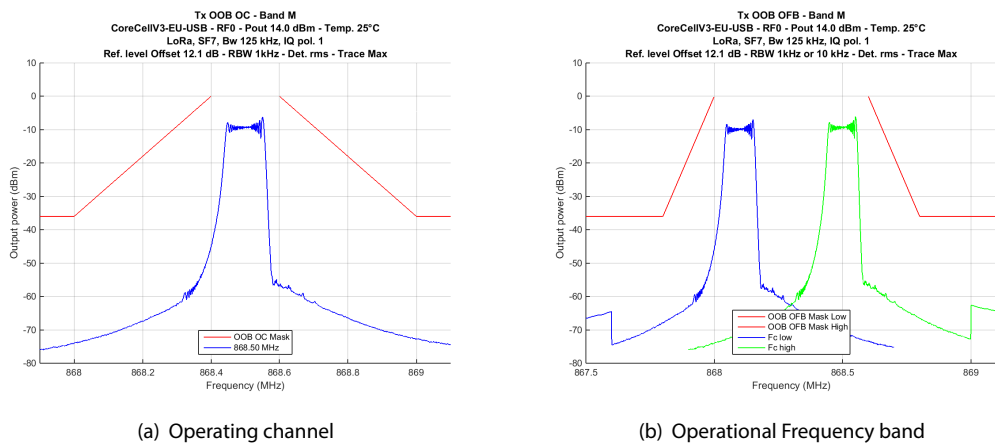 Tx OOB OC - Band M
CoreCellV3-EU-USB - RF0 - Pout 14.0 dBm - Temp. 25°C
LoRa, SF7, Bw 125 kHz, IQ pol. 1
Ref. level Offset 12.1 dB - RBW 1kHz - Det. rms - Trace Max
10
0
-10
-20
-30
-40
-50
-60
-70
-80
Output power (dBm)
OOB OC Mask
868.50 MHz
868
868.2
868.4
868.6
868.8
869
Frequency (MHz)
(a) Operating channel
Tx OOB OFB - Band M
CoreCellV3-EU-USB - RF0 - Pout 14.0 dBm - Temp. 25°C
LoRa, SF7, Bw 125 kHz, IQ pol. 1
Ref. level Offset 12.1 dB - RBW 1kHz or 10 kHz - Det. rms - Trace Max
10
0
-10
-20
-30
-40
-50
-60
-70
-80
Output power (dBm)
OOB OFB Mask Low
OOB OFB Mask High
Fc low
Fc high
867.5
868
868.5
869
Frequency (MHz)
(b) Operational Frequency band